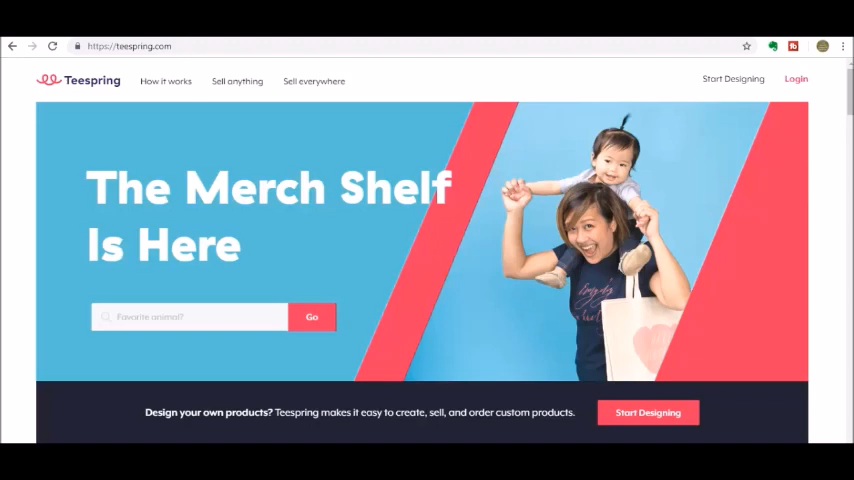 https://teespring.com
Teespring How it works Sell anything Sell everywhere Start Designing Login
The Merch Shelf
Is Here
Favorite animal? Go
Design your own products? Teespring makes it easy to create, sell, and order custom products. Start Designing